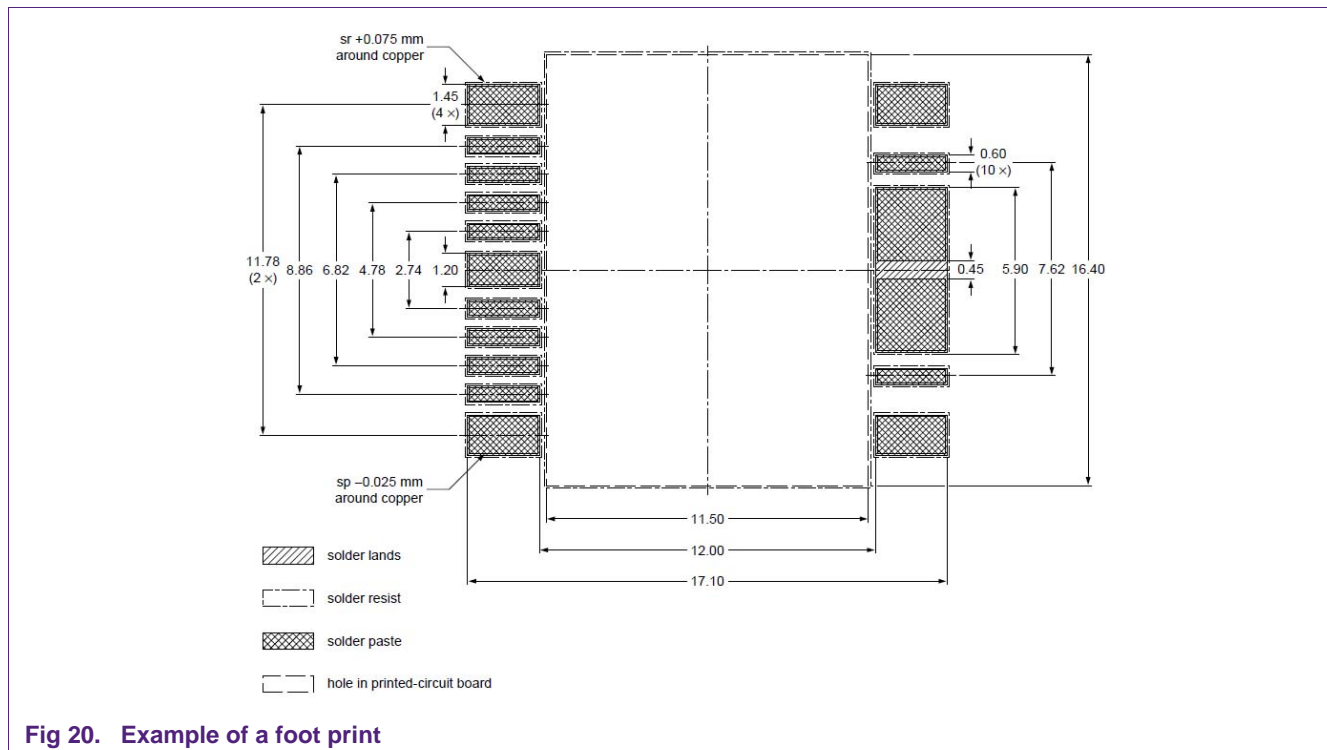 sr +0.075 mm
around copper
1.45
(4 ×)
0.60
(10 ×)
11.78
(2 ×)
8.86
6.82
4.78
2.74
1.20
0.45
5.90
7.62
16.40
sp –0.025 mm
around copper
11.50
12.00
17.10
solder lands
solder resist
solder paste
hole in printed-circuit board
Fig 20. Example of a foot print